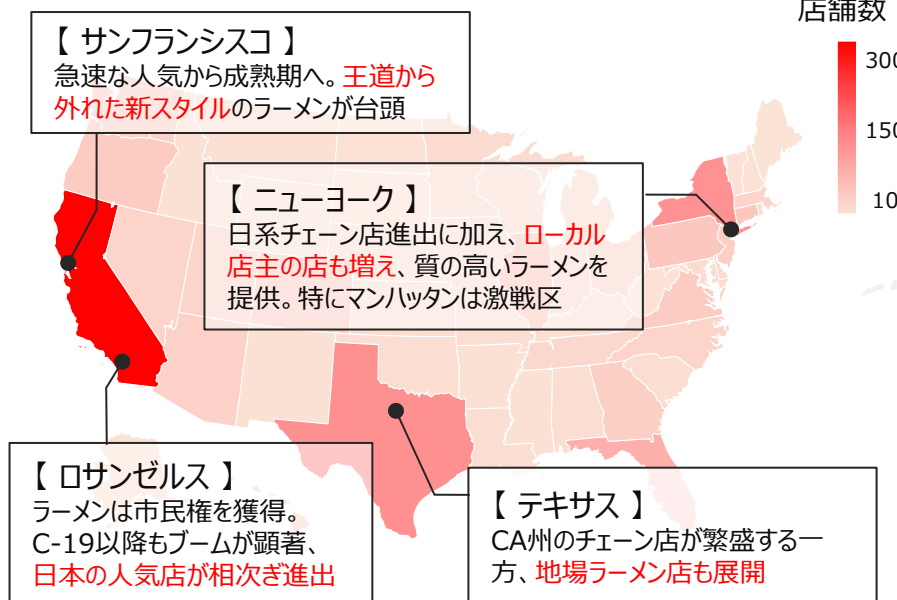 店舗数
300
150
10
【 サンフランシスコ 】
急速な人気から成熟期へ。王道から
外れた新スタイルのラーメンが台頭
【 ニューヨーク 】
日系チェーン店進出に加え、ローカル
店主の店も増え、質の高いラーメンを
提供。特にマンハッタンは激戦区
【 ロサンゼルス 】
ラーメンは市民権を獲得。
C-19以降もブームが顕著、
日本の人気店が相次ぎ進出
【 テキサス 】
CA州のチェーン店が繁盛する一
方、地場ラーメン店も展開